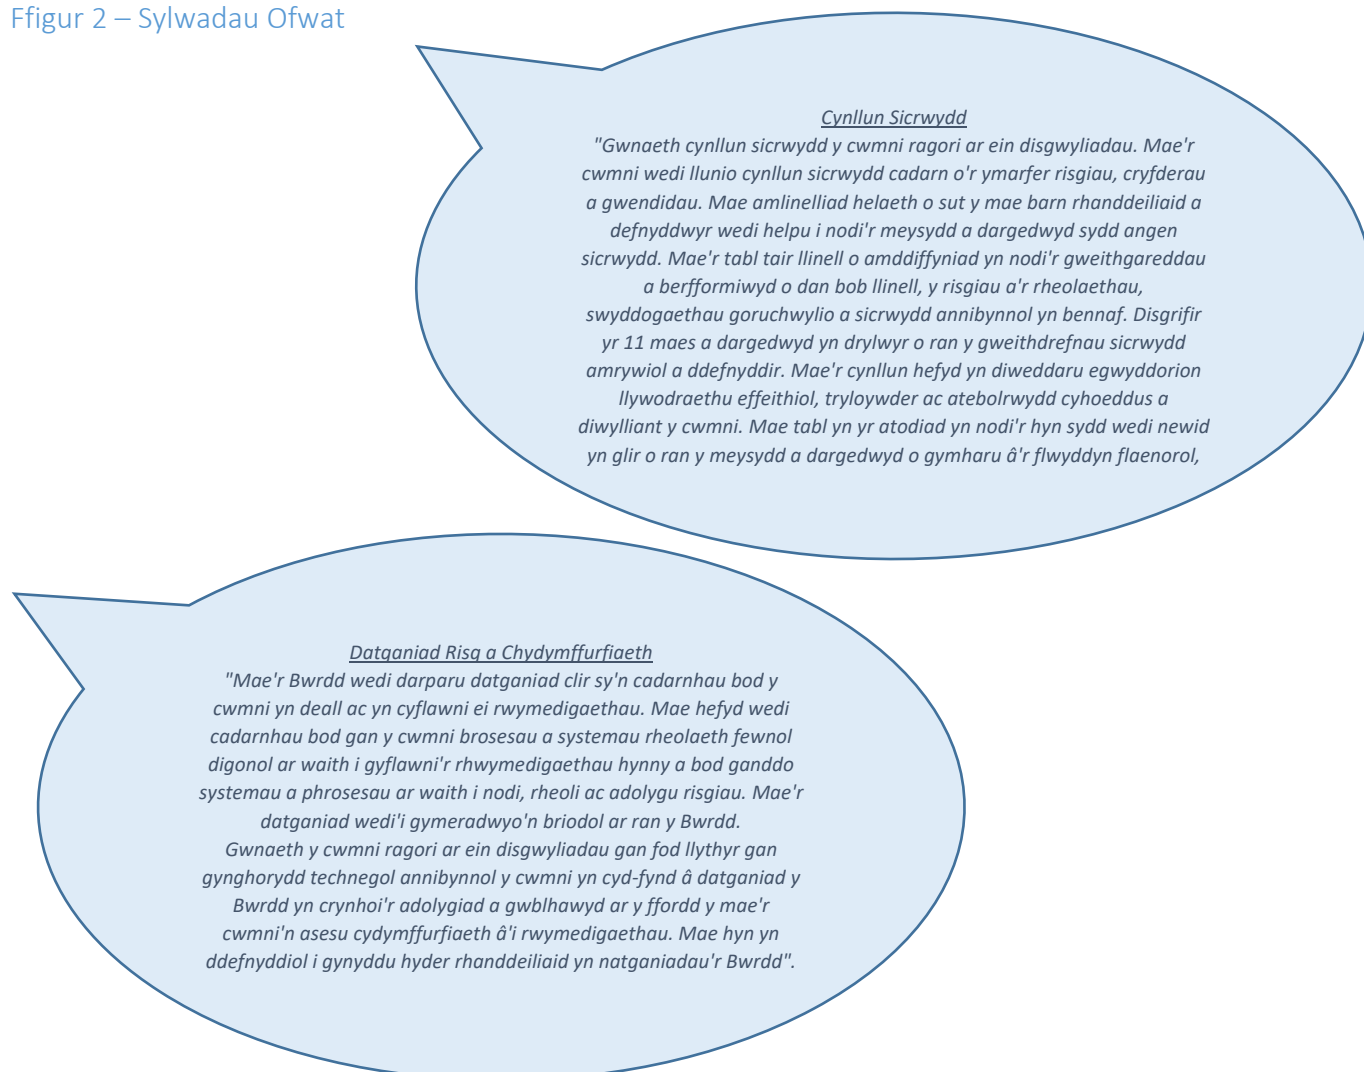 Ffigur 2 – Sylwadau Ofwat
Cynllun Sicrwydd
"Gwnaeth cynllun sicrwydd y cwmni ragori ar ein disgwyliadau. Mae'r
cwmni wedi llunio cynllun sicrwydd cadarn o'r ymarfer risgiau, cryfderau
a gwendidau. Mae amlinelliad helaeth o sut y mae barn rhanddeiliaid a
defnyddwyr wedi helpu i nodi'r meysydd a dargedwyd sydd angen
sicrwydd. Mae'r tabl tair llinell o amddiffyniad yn nodi'r gweithgareddau
a berfformiwyd o dan bob llinell, y risgiau a'r rheolaethau,
swyddogaethau goruchwylio a sicrwydd annibynnol yn bennaf. Disgrifir
yr 11 maes a dargedwyd yn drylwyr o ran y gweithdrefnau sicrwydd
amrywiol a ddefnyddir. Mae'r cynllun hefyd yn diweddaru egwyddorion
llywodraethu effeithiol, tryloywder ac atebolrwydd cyhoeddus a
diwylliant y cwmni. Mae tabl yn yr atodiad yn nodi'r hyn sydd wedi newid
yn glir o ran y meysydd a dargedwyd o gymharu â'r flwyddyn flaenorol,
Datganiad Risg a Chydymffurfiaeth
"Mae'r Bwrdd wedi darparu datganiad clir sy'n cadarnhau bod y
cwmni yn deall ac yn cyflawni ei rwymedigaethau. Mae hefyd wedi
cadarnhau bod gan y cwmni brosesau a systemau rheolaeth fewnol
digonol ar waith i gyflawni'r rhwymedigaethau hynny a bod ganddo
systemau a phrosesau ar waith i nodi, rheoli ac adolygu risgiau. Mae'r
datganiad wedi'i gymeradwyo'n briodol ar ran y Bwrdd.
Gwnaeth y cwmni ragori ar ein disgwyliadau gan fod llythyr gan
gynghorydd technegol annibynnol y cwmni yn cyd-fynd â datganiad y
Bwrdd yn crynhoi'r adolygiad a gwblhawyd ar y ffordd y mae'r
cwmni'n asesu cydymffurfiaeth â'i rwymedigaethau. Mae hyn yn
ddefnyddiol i gynyddu hyder rhanddeiliaid yn natganiadau'r Bwrdd".